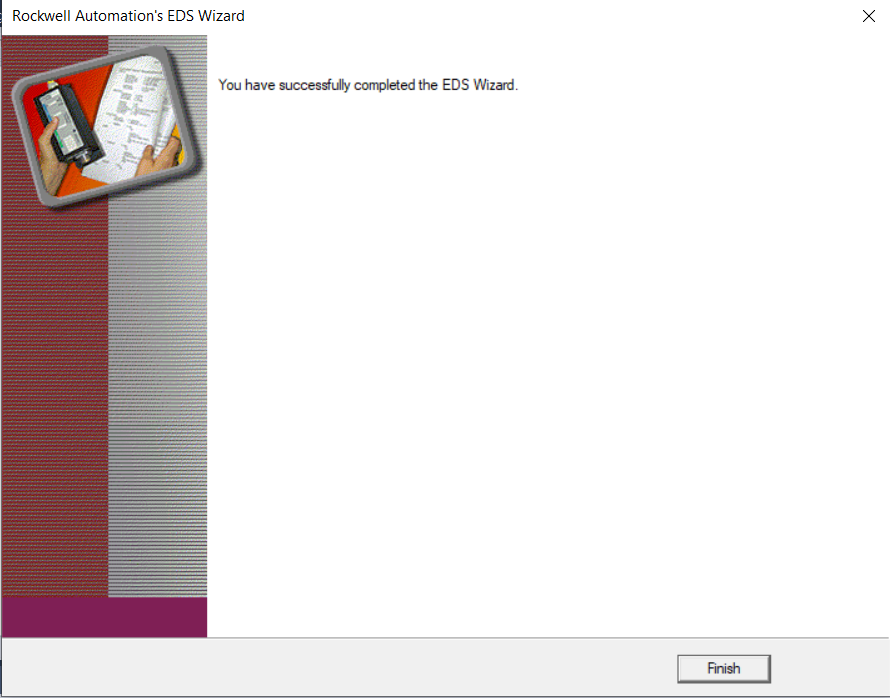 Rockwell Automation's EDS Wizard
You have successfully completed the EDS Wizard.
Finish